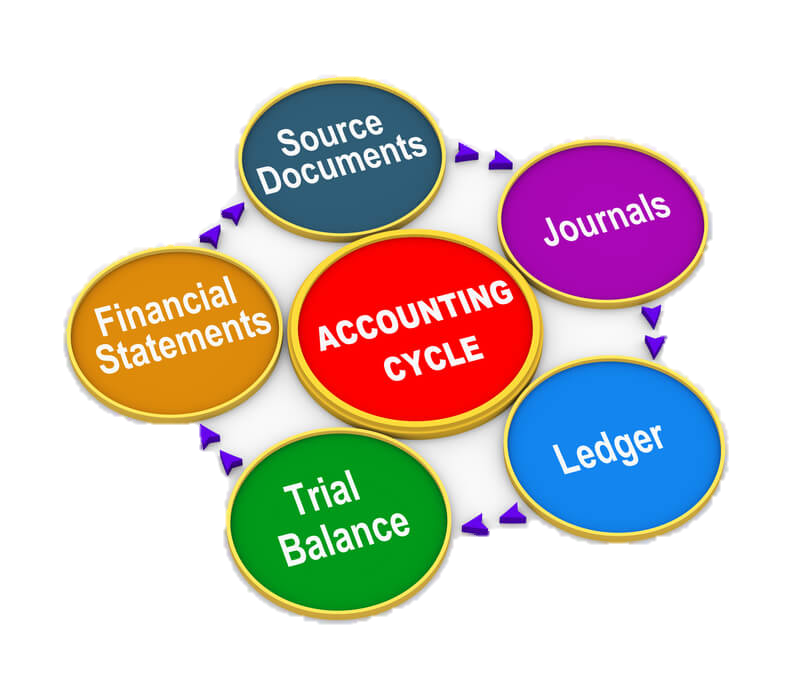 Source
Documents
Journals
Ledger
Trial
Balance
Financial
Statements
ACCOUNTING
CYCLE